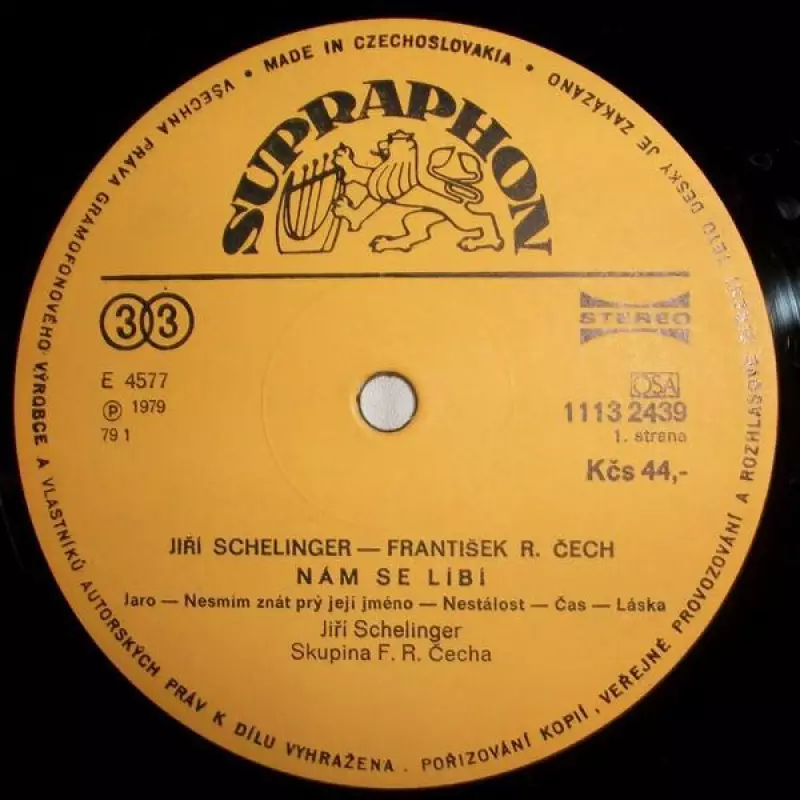 MADE IN CZECHOSLOVAKIA
SUPRAPHON
33
STEREO
E 4577
OSA
℗ 1979
1113 2439
79 1
1. strana
Kčs 44,-
JIŘÍ SCHELINGER — FRANTIŠEK R. ČECH
NÁM SE LÍBÍ
Jaro — Nesmím znát prý její jméno — Nestálost — Čas — Láska
Jiří Schelinger
Skupina F. R. Čecha
VŠECHNA PRÁVA GRAMOFONOVÉHO VÝROBCE A VLASTNÍKŮ AUTORSKÝCH PRÁV K DÍLU VYHRAŽENA . POŘIZOVÁNÍ KOPIÍ , VEŘEJNÉ PROVOZOVÁNÍ A ROZHLASOVÉ JE ZAKÁZÁNO